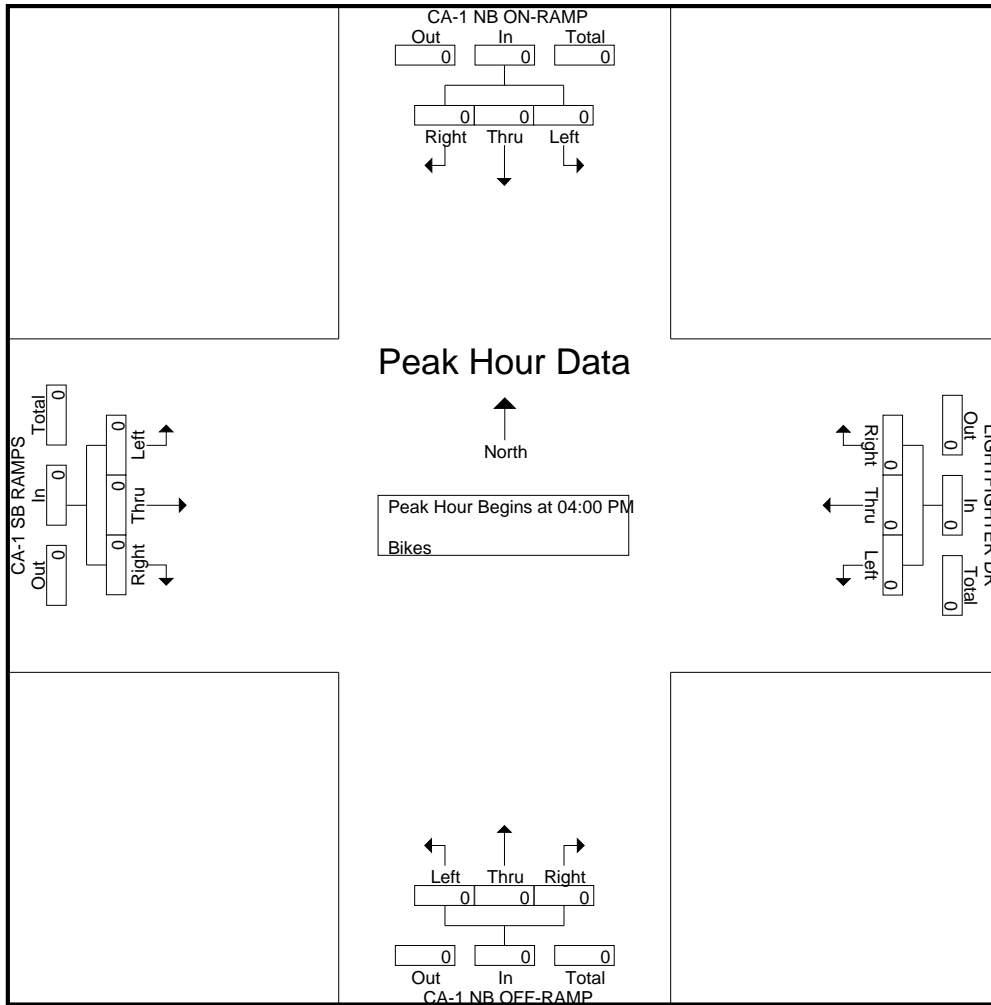 CA-1 NB ON-RAMP
Out In Total
0 0 0
0 0 0
Right Thru Left
Peak Hour Data
North
Peak Hour Begins at 04:00 PM
Bikes
CA-1 SB RAMPS
Out In Total
0 0 0
0 0 0
Right Thru Left
LIGHTFIGHTER DR
Out In Total
0 0 0
0 0 0
Right Thru Left
Left Thru Right
0 0 0
0 0 0
Out In Total
CA-1 NB OFF-RAMP